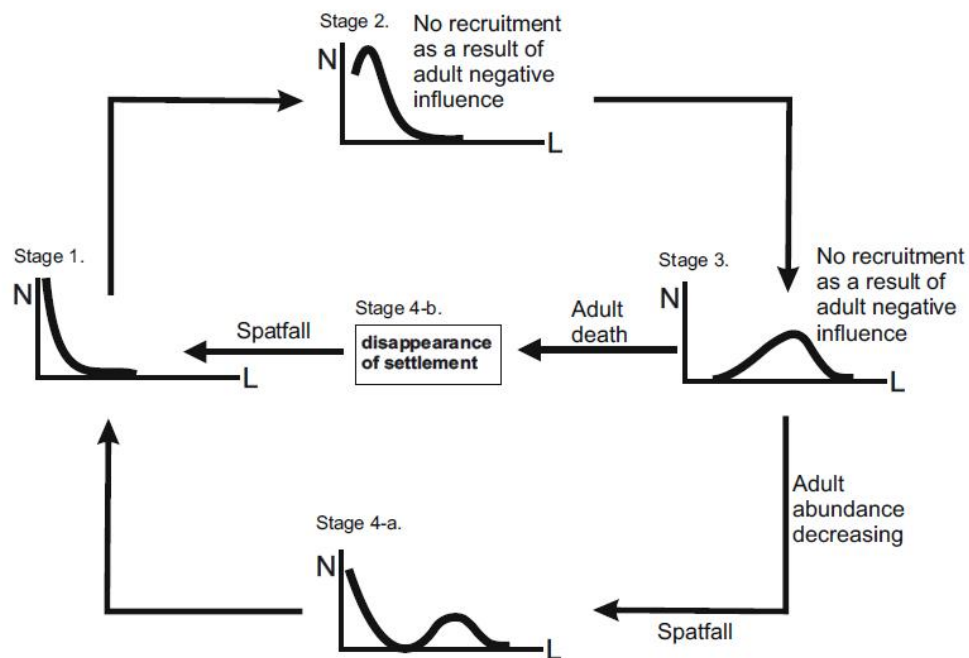 Stage 2.
No recruitment
as a result of
adult negative
influence
N
L
Stage 1.
N
L
Spatfall
Stage 4-b.
disappearance
of settlement
Adult
death
Stage 3.
N
L
No recruitment
as a result of
adult negative
influence
Adult
abundance
decreasing
Stage 4-a.
N
L
Spatfall